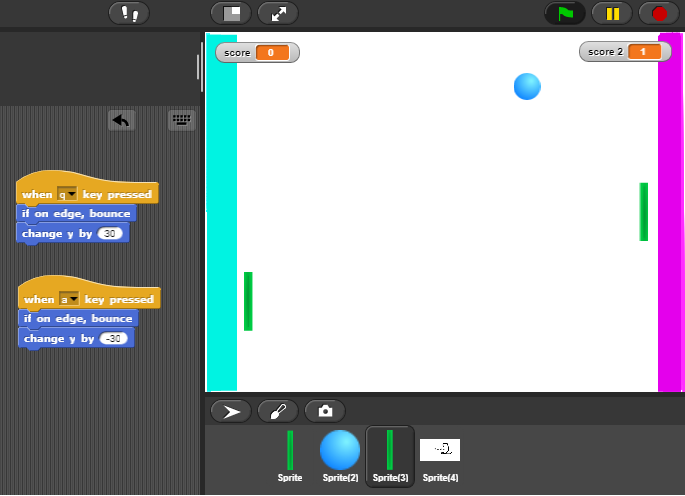 score 0
score 2 1
when q key pressed
if on edge, bounce
change y by 30
when a key pressed
if on edge, bounce
change y by -30
Sprite Sprite(2) Sprite(3) Sprite(4)